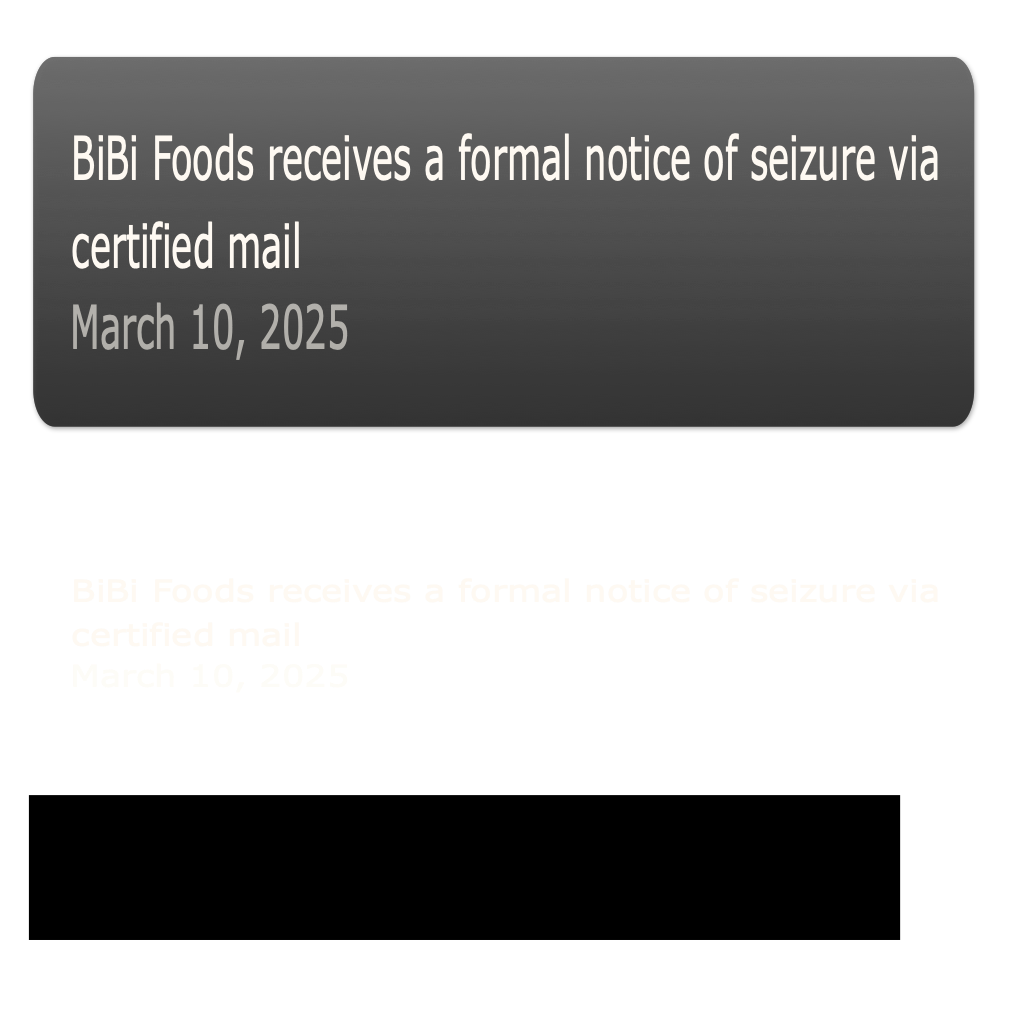 BiBi Foods receives a formal notice of seizure via
certified mail
March 10, 2025
BiBi Foods receives a formal notice of seizure via
certified mail
March 10, 2025